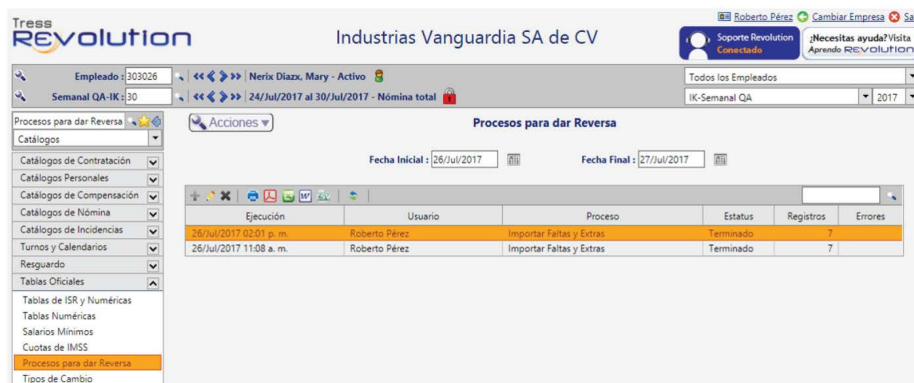 Roberto Pérez Cambiar Empresa Sa
Tress
REvolution
Industrias Vanguardia SA de CV
Soporte Revolution
Conectado
¿Necesitas ayuda? Visita
Aprendo REvolution
Empleado : 303026 Nerix Diazx, Mary - Activo Todos los Empleados
Semanal QA-IK : 30 24/Jul/2017 al 30/Jul/2017 - Nómina total IK-Semanal QA 2017
Procesos para dar Reversa
Catálogos
Catálogos de Contratación
Catálogos Personales
Catálogos de Compensación
Catálogos de Nómina
Catálogos de Incidencias
Turnos y Calendarios
Resguardo
Tablas Oficiales
Tablas de ISR y Numéricas
Tablas Numéricas
Salarios Mínimos
Cuotas de IMSS
Procesos para dar Reversa
Tipos de Cambio
Acciones
Procesos para dar Reversa
Fecha Inicial : 26/Jul/2017 Fecha Final : 27/Jul/2017
Ejecución Usuario Proceso Estatus Registros Errores
26/Jul/2017 02:01 p. m. Roberto Pérez Importar Faltas y Extras Terminado 7
26/Jul/2017 11:08 a. m. Roberto Pérez Importar Faltas y Extras Terminado 7